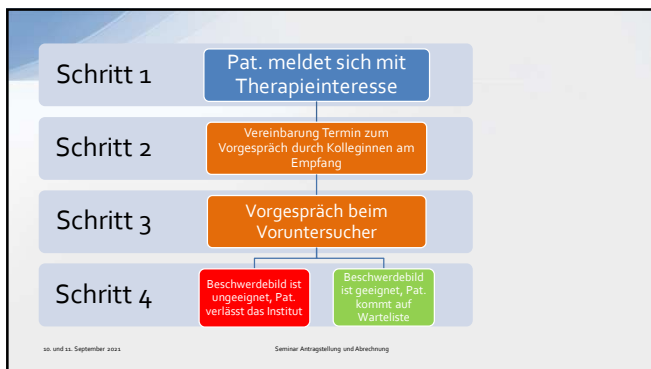 Schritt 1
Pat. meldet sich mit
Therapieinteresse
Schritt 2
Vereinbarung Termin zum
Vorgespräch durch Kolleginnen am
Empfang
Schritt 3
Vorgespräch beim
Voruntersucher
Schritt 4
Beschwerdebild ist
ungeeignet, Pat.
verlässt das Institut
Beschwerdebild
ist geeignet, Pat.
kommt auf
Warteliste
10. und 11. September 2021
Seminar Antragstellung und Abrechnung